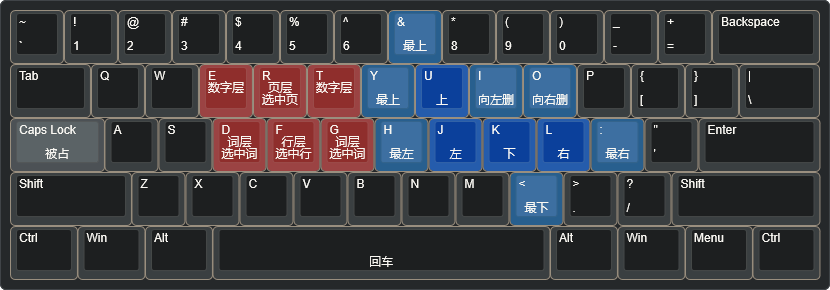 ~ ! @ # $ % ^ & * ( ) _ + Backspace
` 1 2 3 4 5 6 最上 8 9 0 - =
Tab Q W E R T Y U I O P { } |
数字层 页层 数字层
选中页 最上 上 向左删 向右删 [ ] \
Caps Lock A S D F G H J K L : " Enter
词层 行层 词层
被占 选中词 选中行 选中词 最左 左 下 右 最右 '
Shift Z X C V B N M < > ? Shift
最下 . /
Ctrl Win Alt Alt Win Menu Ctrl
回车